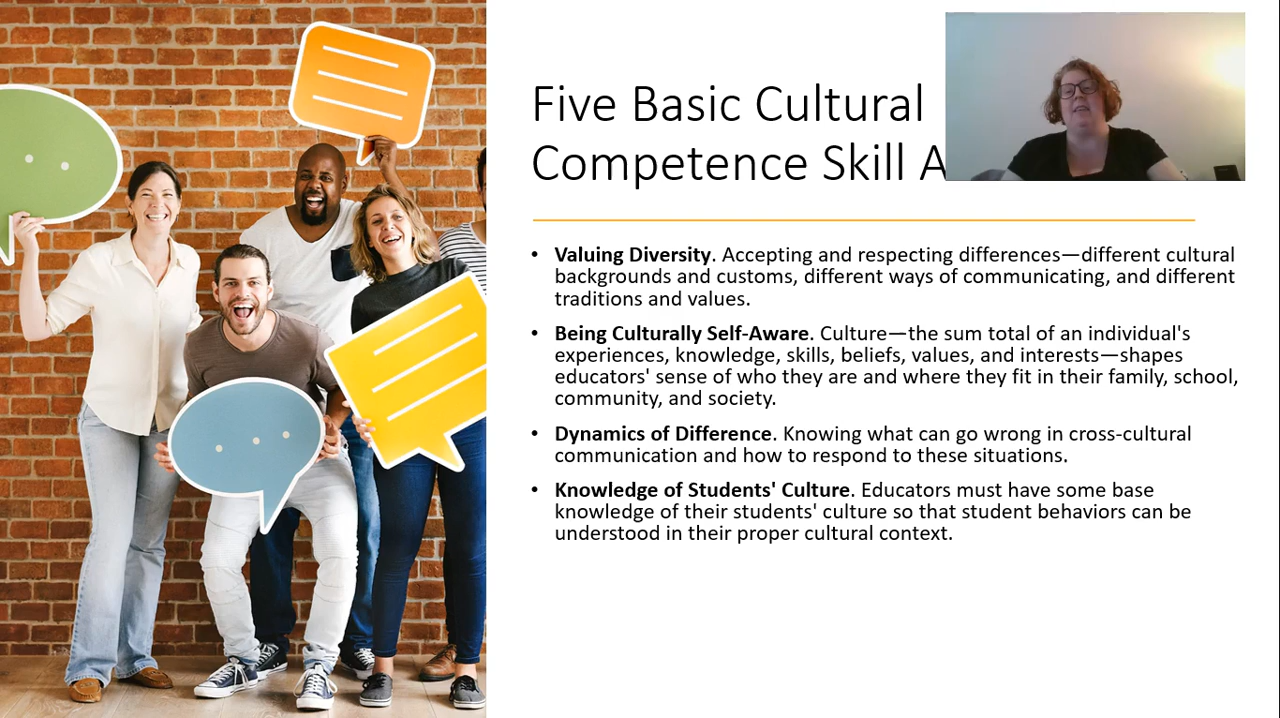 Five Basic Cultural
Competence Skill A
• Valuing Diversity. Accepting and respecting differences—different cultural
backgrounds and customs, different ways of communicating, and different
traditions and values.
• Being Culturally Self-Aware. Culture—the sum total of an individual's
experiences, knowledge, skills, beliefs, values, and interests—shapes
educators' sense of who they are and where they fit in their family, school,
community, and society.
• Dynamics of Difference. Knowing what can go wrong in cross-cultural
communication and how to respond to these situations.
• Knowledge of Students' Culture. Educators must have some base
knowledge of their students' culture so that student behaviors can be
understood in their proper cultural context.